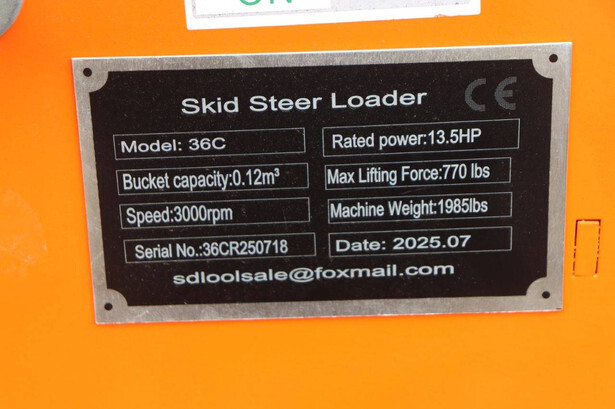 ON
Skid Steer Loader CE
Model: 36C
Rated power:13.5HP
Bucket capacity:0.12m³
Max Lifting Force:770 lbs
Speed:3000rpm
Machine Weight:1985lbs
Serial No.:36CR250718
Date: 2025.07
sdloolsale@foxmail.com